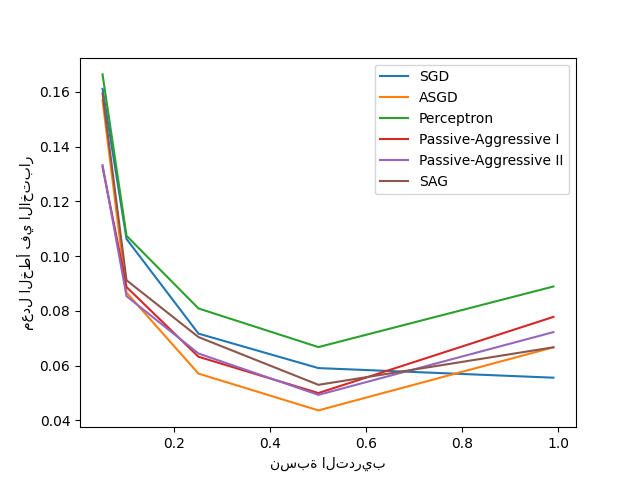 0.16
0.14
0.12
0.10
0.08
0.06
0.04
معدل الخطأ في الاختبار
SGD
ASGD
Perceptron
Passive-Aggressive I
Passive-Aggressive II
SAG
0.2 0.4 0.6 0.8 1.0
نسبة التدريب